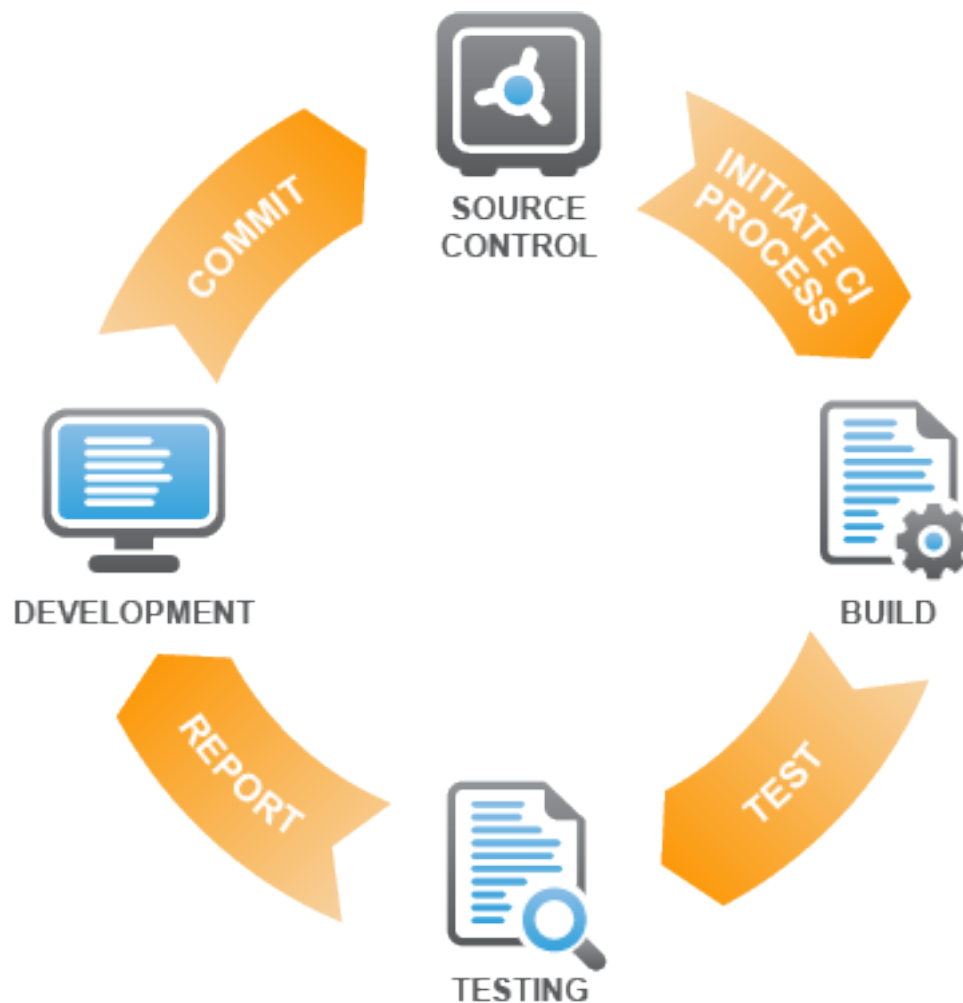 SOURCE
CONTROL
INITIATE CI
PROCESS
BUILD
TEST
TESTING
REPORT
DEVELOPMENT
COMMIT